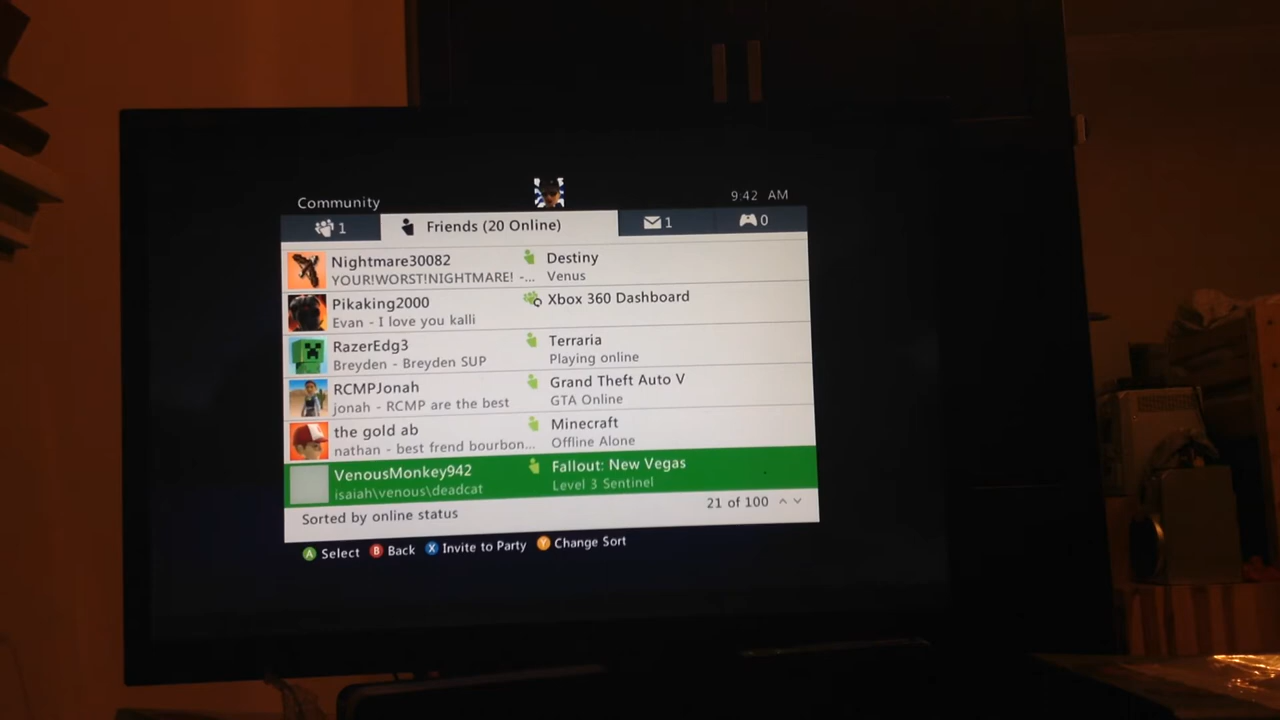 Community
9:42 AM
1
Friends (20 Online)
1
0
Nightmare30082
Destiny
YOUR!WORST!NIGHTMARE! -...
Venus
Pikaking2000
Xbox 360 Dashboard
Evan - I love you kalli
RazerEdg3
Terraria
Breyden - Breyden SUP
Playing online
RCMPJonah
Grand Theft Auto V
jonah - RCMP are the best
GTA Online
the gold ab
Minecraft
nathan - best frend bourbon...
Offline Alone
VenousMonkey942
Fallout: New Vegas
isaiah\venous\deadcat
Level 3 Sentinel
Sorted by online status
21 of 100
A Select B Back X Invite to Party Y Change Sort